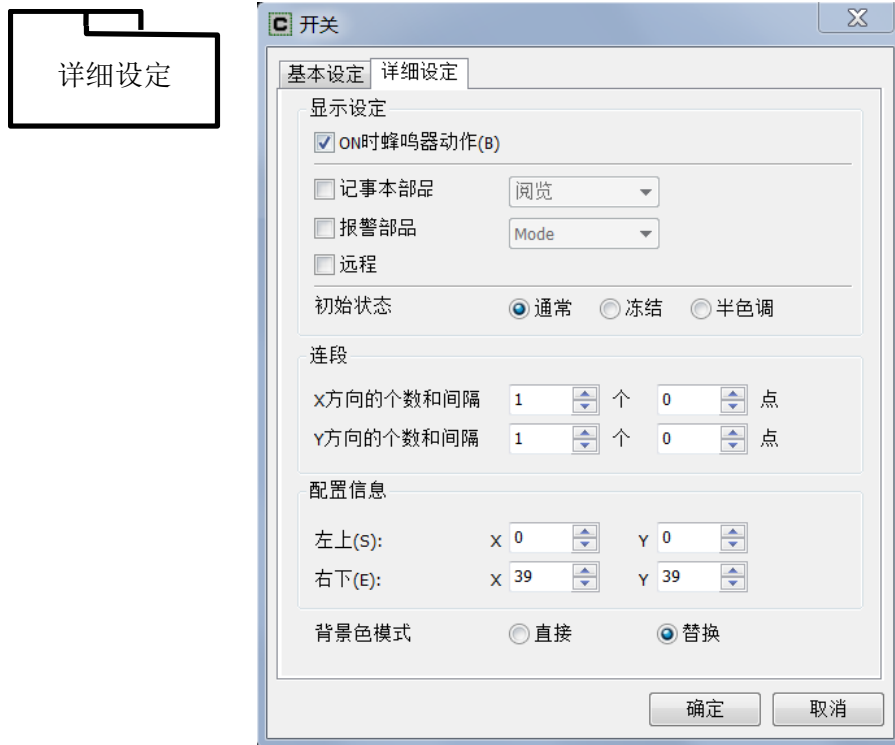 详细设定
C 开关
基本设定 详细设定
显示设定
ON时蜂鸣器动作(B)
记事本部品 阅览
报警部品 Mode
远程
初始状态 通常 冻结 半色调
连段
X方向的个数和间隔 1 个 0 点
Y方向的个数和间隔 1 个 0 点
配置信息
左上(S): X 0 Y 0
右下(E): X 39 Y 39
背景色模式 直接 替换
确定 取消